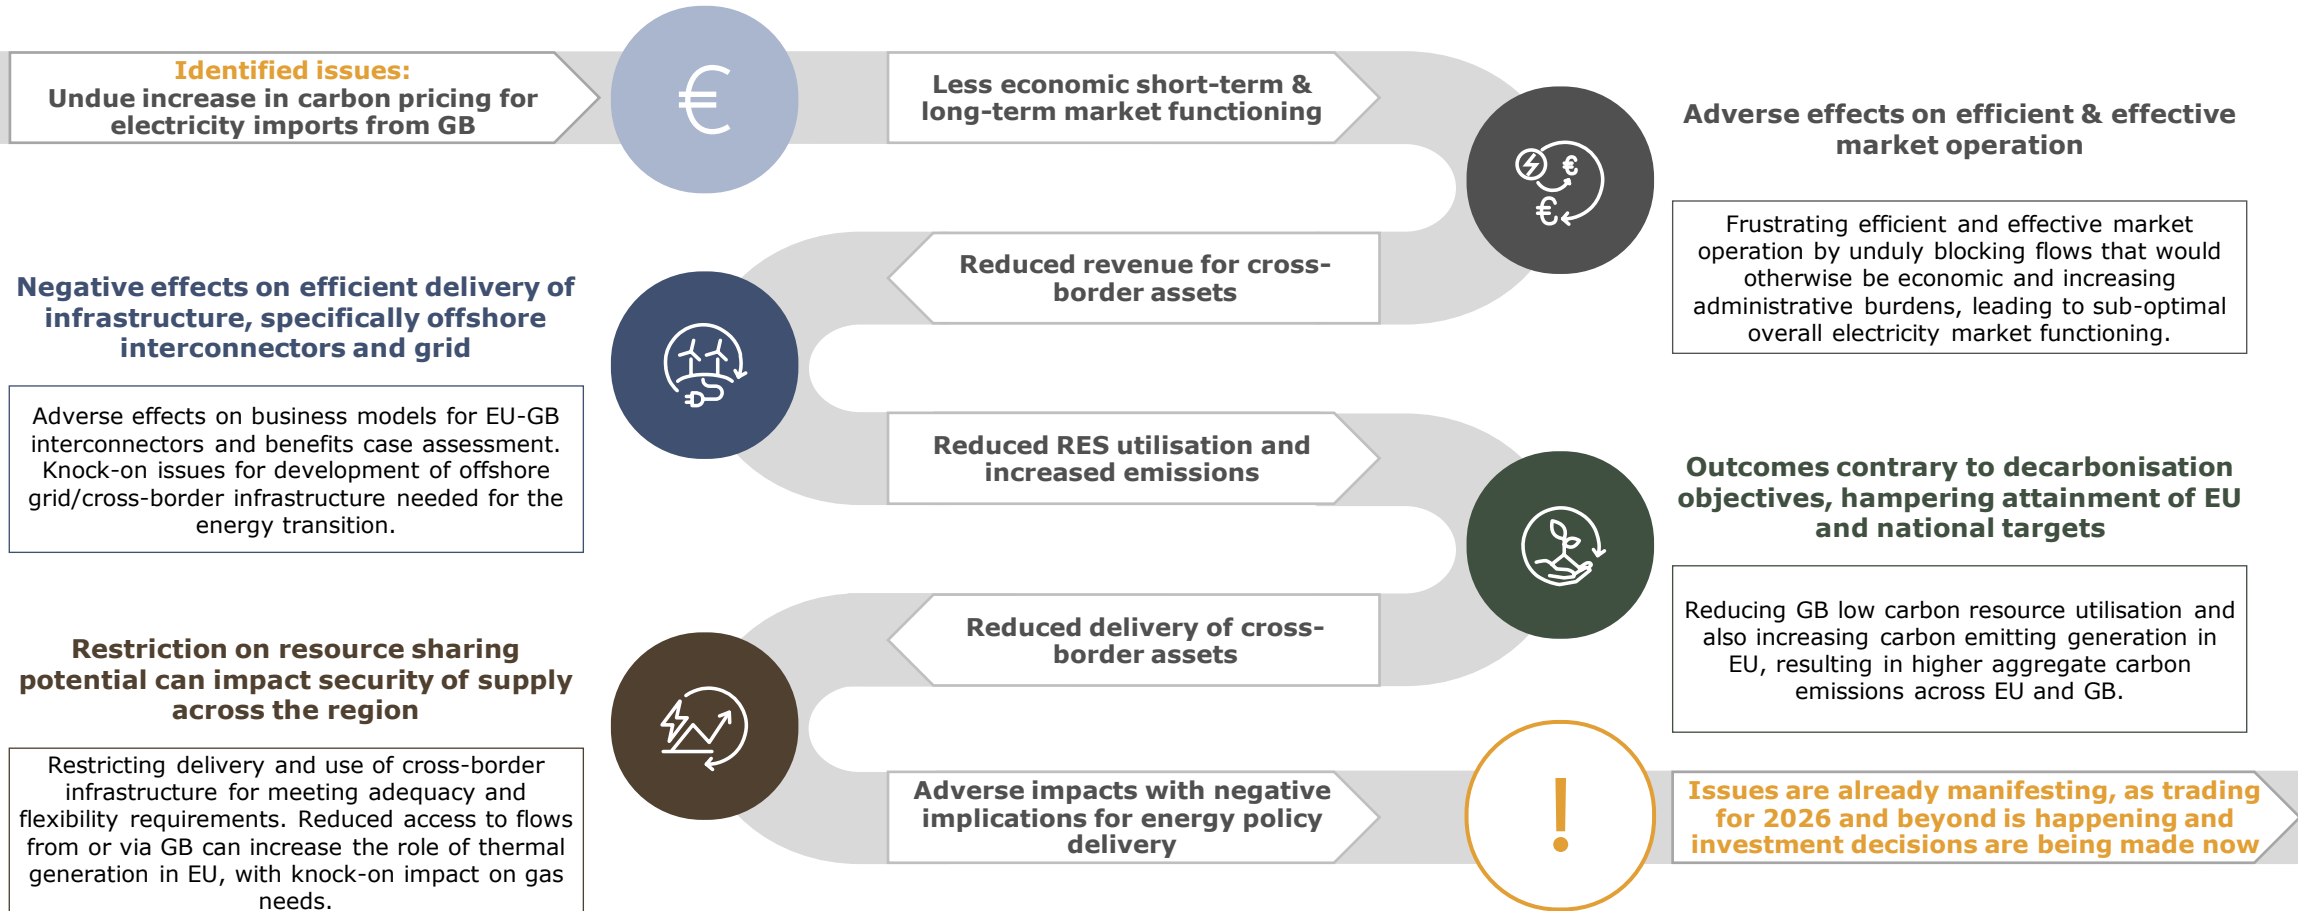 Identified issues:
Undue increase in carbon pricing for
electricity imports from GB
€
Less economic short-term &
long-term market functioning
€
€
Adverse effects on efficient & effective
market operation
Frustrating efficient and effective market
operation by unduly blocking flows that would
otherwise be economic and increasing
administrative burdens, leading to sub-optimal
overall electricity market functioning.
Reduced revenue for cross-
border assets
Negative effects on efficient delivery of
infrastructure, specifically offshore
interconnectors and grid
Adverse effects on business models for EU-GB
interconnectors and benefits case assessment.
Knock-on issues for development of offshore
grid/cross-border infrastructure needed for the
energy transition.
Reduced RES utilisation and
increased emissions
Outcomes contrary to decarbonisation
objectives, hampering attainment of EU
and national targets
Reducing GB low carbon resource utilisation and
also increasing carbon emitting generation in
EU, resulting in higher aggregate carbon
emissions across EU and GB.
Reduced delivery of cross-
border assets
Restriction on resource sharing
potential can impact security of supply
across the region
Restricting delivery and use of cross-border
infrastructure for meeting adequacy and
flexibility requirements. Reduced access to flows
from or via GB can increase the role of thermal
generation in EU, with knock-on impact on gas
needs.
Adverse impacts with negative
implications for energy policy
delivery
!
Issues are already manifesting, as trading
for 2026 and beyond is happening and
investment decisions are being made now